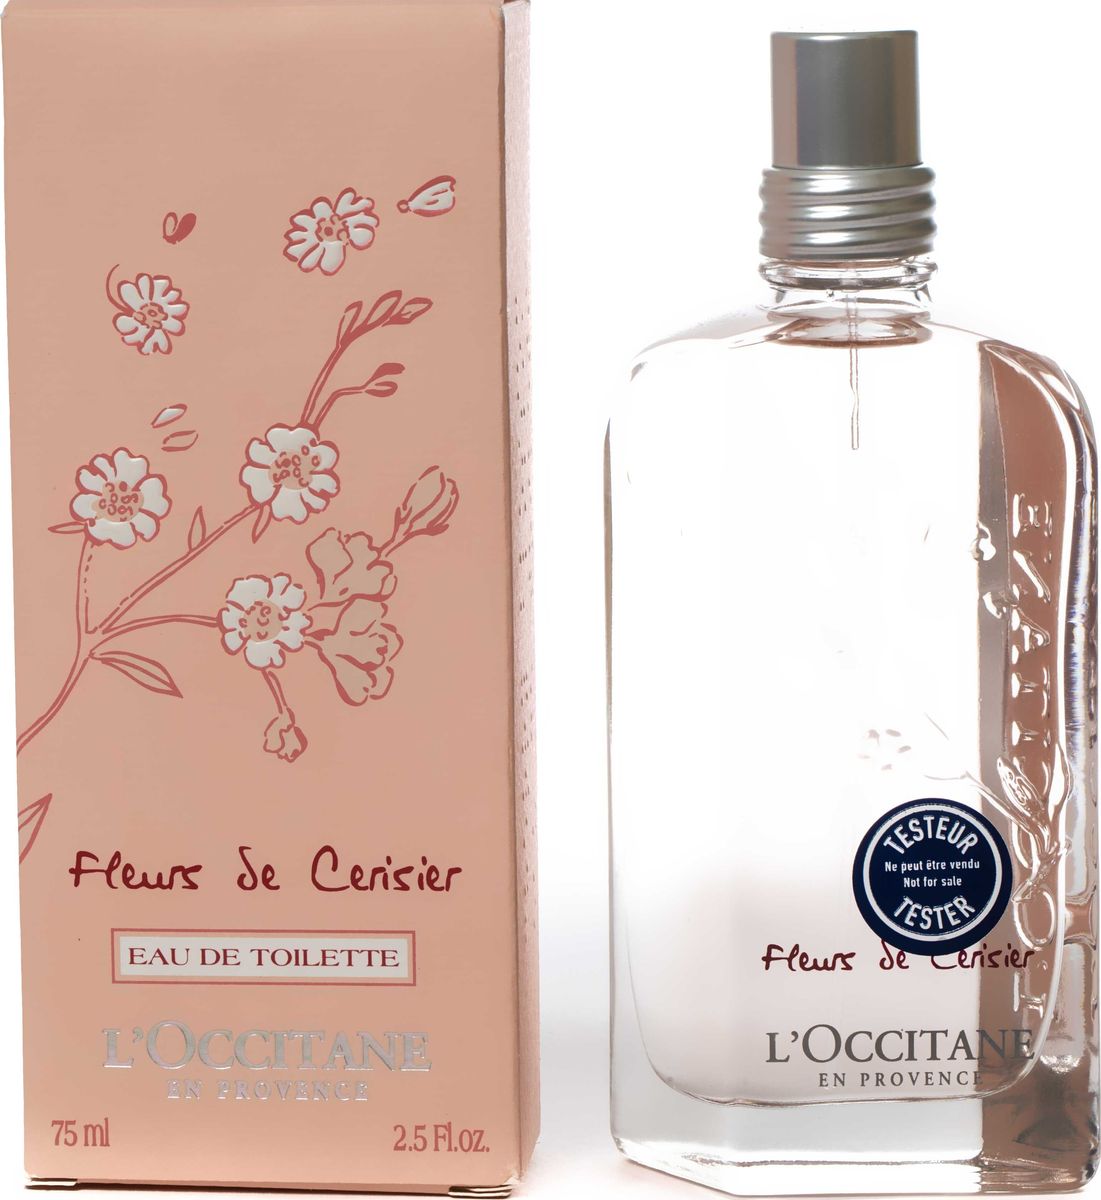 Fleurs de Cerisier
EAU DE TOILETTE
L'OCCITANE
EN PROVENCE
75 ml
2.5 Fl.oz.
TESTEUR
Ne peut être vendu
Not for sale
TESTER
Fleurs de Cerisier
L'OCCITANE
EN PROVENCE
L'OCCITANE